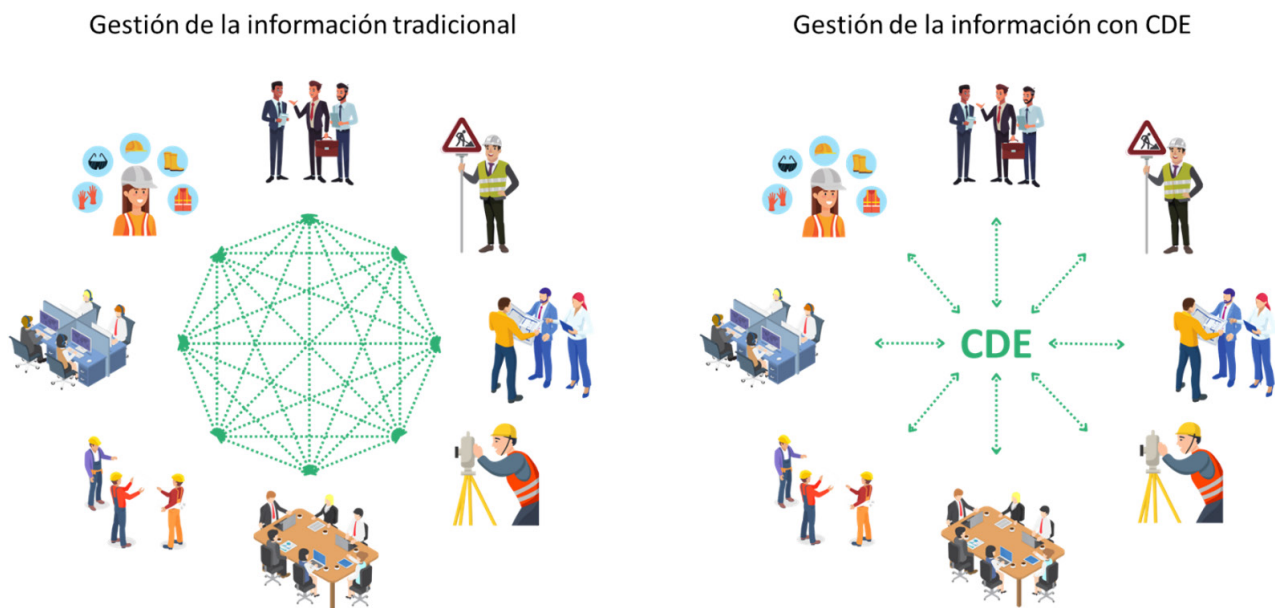 Gestión de la información tradicional
Gestión de la información con CDE
CDE